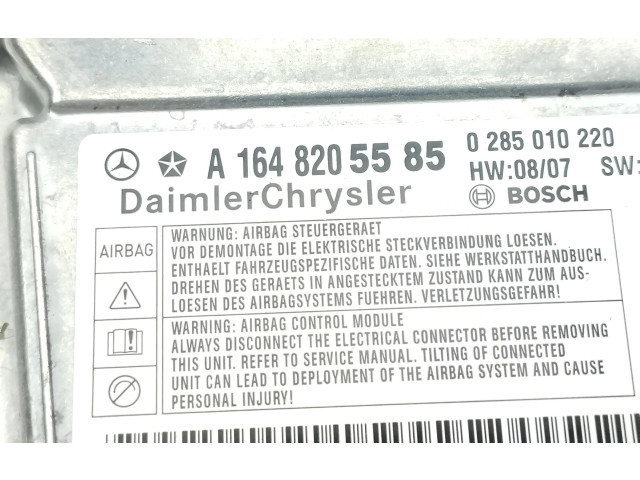 A 164 820 55 85 0 285 010 220
HW:08/07 SW:
DaimlerChrysler BOSCH
AIRBAG
WARNUNG: AIRBAG STEUERGERAET
VOR DEMONTAGE DIE ELEKTRISCHE STECKVERBINDUNG LOESEN.
ENTHAELT FAHRZEUGSPEZIFISCHE DATEN. SIEHE WERKSTATTHANDBUCH.
DREHEN DES GERAETS IN ANGESTECKTEM ZUSTAND KANN ZUM AUS-
LOESEN DES AIRBAGSYSTEMS FUEHREN. VERLETZUNGSGEFAHR!
WARNING: AIRBAG CONTROL MODULE
ALWAYS DISCONNECT THE ELECTRICAL CONNECTOR BEFORE REMOVING
THIS UNIT. REFER TO SERVICE MANUAL. TILTING OF CONNECTED
UNIT CAN LEAD TO DEPLOYMENT OF THE AIRBAG SYSTEM AND CAUSE
PERSONAL INJURY!